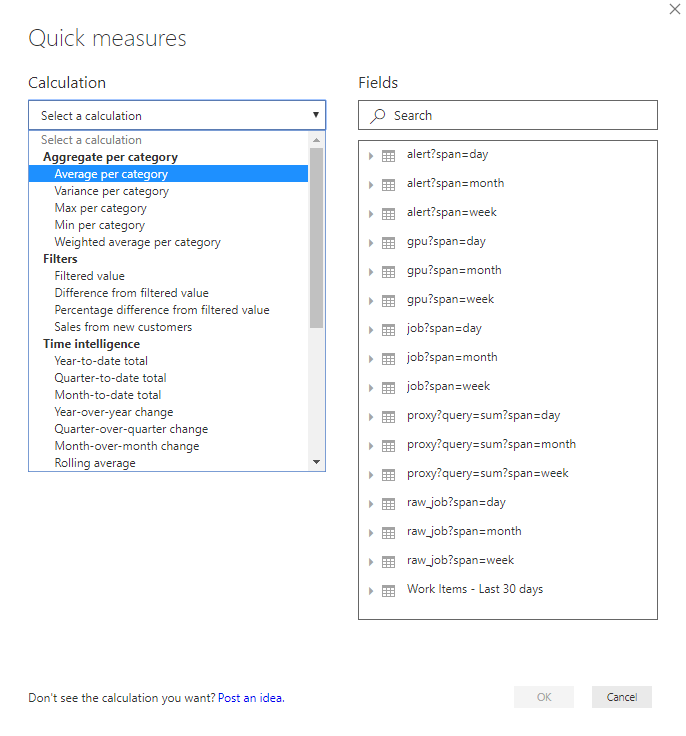 Quick measures
Calculation
Select a calculation
Select a calculation
Aggregate per category
Average per category
Variance per category
Max per category
Min per category
Weighted average per category
Filters
Filtered value
Difference from filtered value
Percentage difference from filtered value
Sales from new customers
Time intelligence
Year-to-date total
Quarter-to-date total
Month-to-date total
Year-over-year change
Quarter-over-quarter change
Month-over-month change
Rolling average
Fields
Search
alert?span=day
alert?span=month
alert?span=week
gpu?span=day
gpu?span=month
gpu?span=week
job?span=day
job?span=month
job?span=week
proxy?query=sum?span=day
proxy?query=sum?span=month
proxy?query=sum?span=week
raw_job?span=day
raw_job?span=month
raw_job?span=week
Work Items - Last 30 days
Don't see the calculation you want? Post an idea.
OK
Cancel